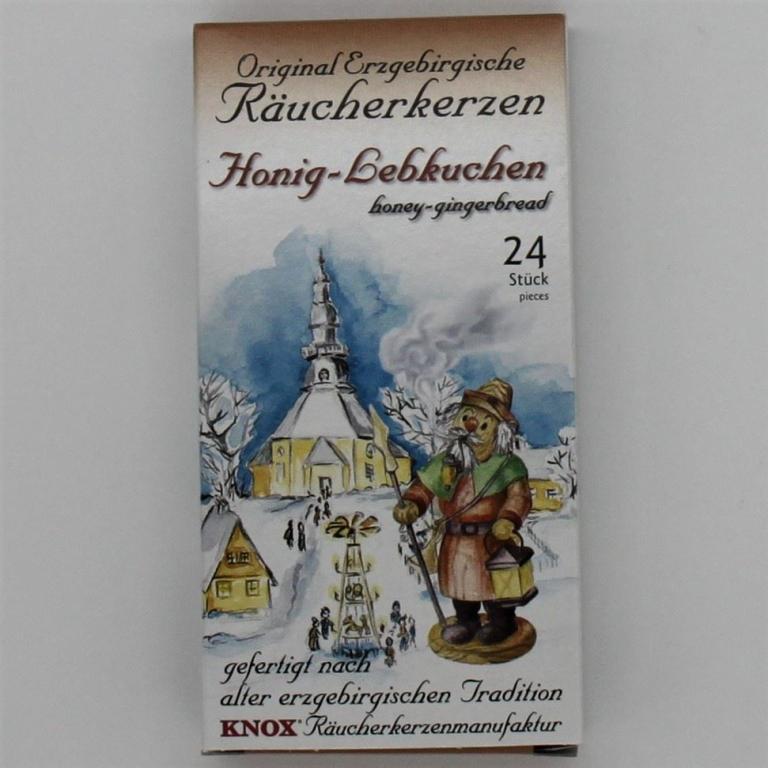 Original Erzgebirgische
Räucherkerzen
Honig-Lebkuchen
honey-gingerbread
24
Stück
pieces
gefertigt nach
alter erzgebirgischen Tradition
KNOX® Räucherkerzenmanufaktur